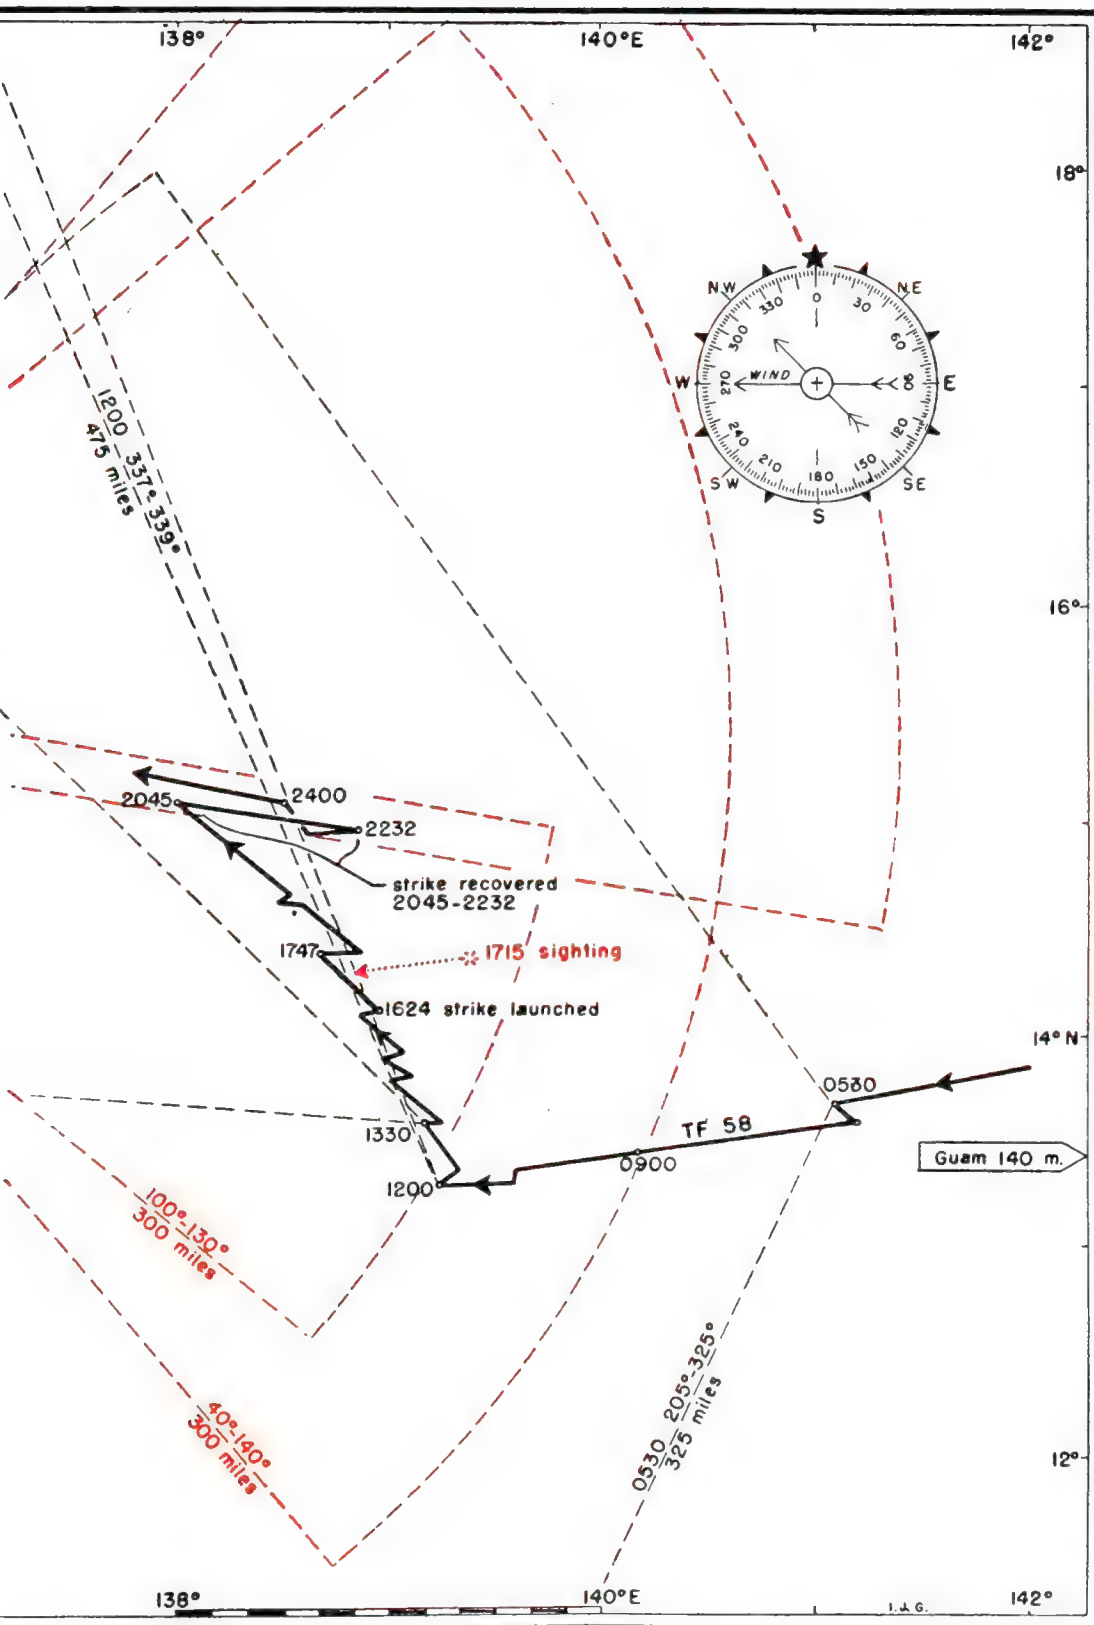 138°
140°E
142°
18°
NW
NE
330
0
30
300
60
W
270
WIND
90
E
240
120
210
180
150
SW
SE
S
1200 337°-339°
475 miles
16°
2045
2400
2232
strike recovered
2045-2232
1747
1715 sighting
1624 strike launched
14°N
0530
1330
TF 58
0900
Guam 140 m.
1200
100°-130°
300 miles
0530 205°-325°
325 miles
40°-140°
300 miles
12°
138°
140°E
142°
I.L.G.